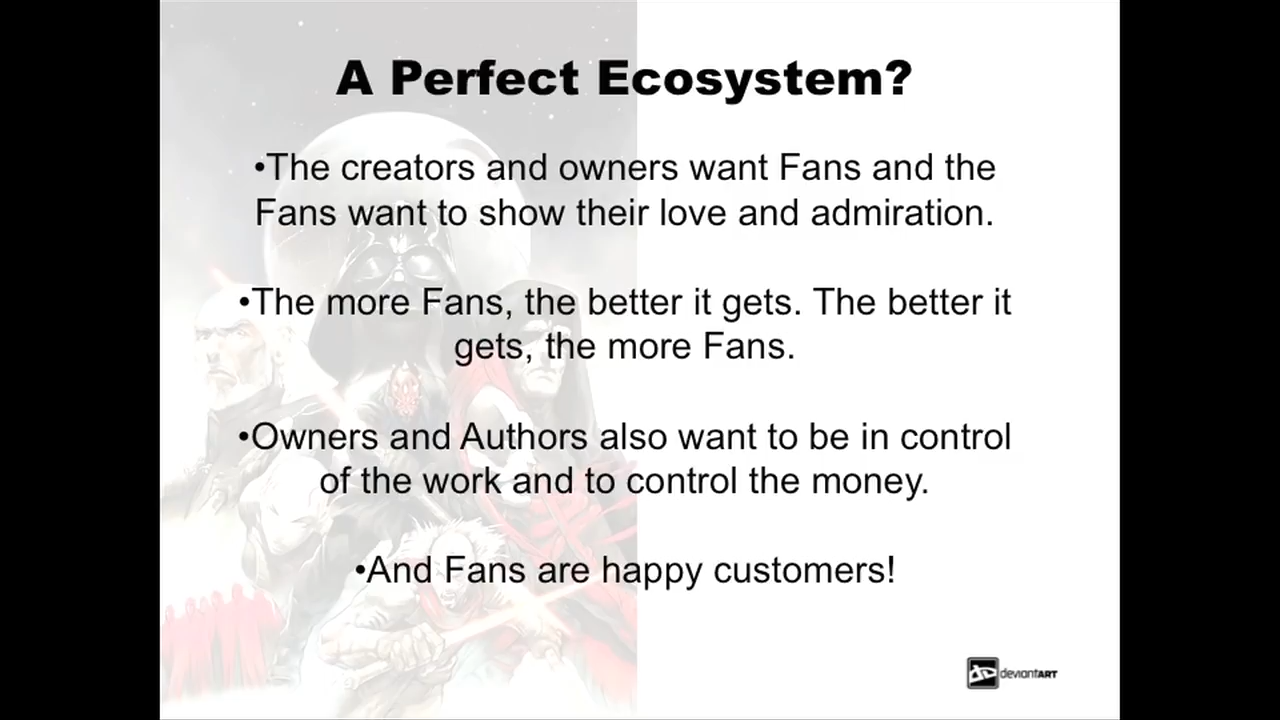 A Perfect Ecosystem?
•The creators and owners want Fans and the
Fans want to show their love and admiration.
•The more Fans, the better it gets. The better it
gets, the more Fans.
•Owners and Authors also want to be in control
of the work and to control the money.
•And Fans are happy customers!
deviantART